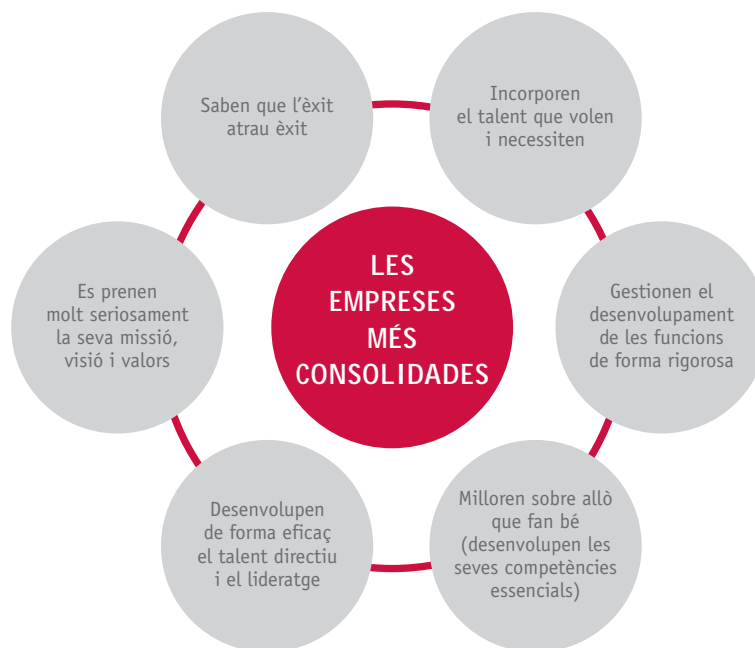 Saben que l'èxit
atrau èxit
Incorporen
el talent que volen
i necessiten
Es prenen
molt seriosament
la seva missió,
visió i valors
LES
EMPRESES
MÉS
CONSOLIDADES
Gestionen el
desenvolupament
de les funcions
de forma rigorosa
Desenvolupen
de forma eficaç
el talent directiu
i el lideratge
Milloren sobre allò
que fan bé
(desenvolupen les
seves competències
essencials)